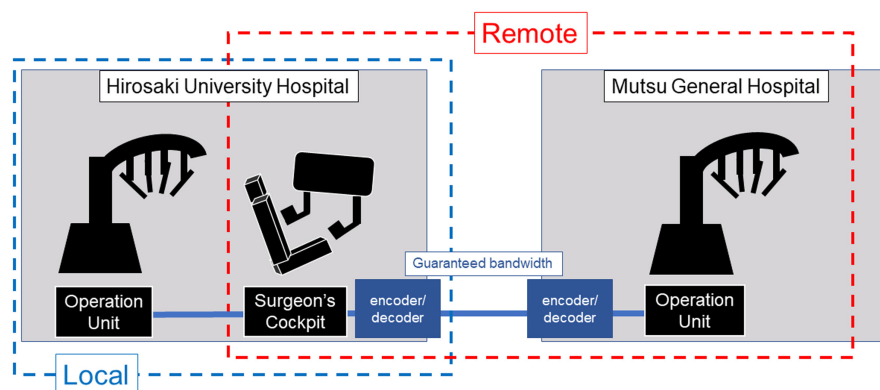 Remote
Hirosaki University Hospital
Mutsu General Hospital
Guaranteed bandwidth
Operation
Unit
Surgeon's
Cockpit
encoder/
decoder
encoder/
decoder
Operation
Unit
Local